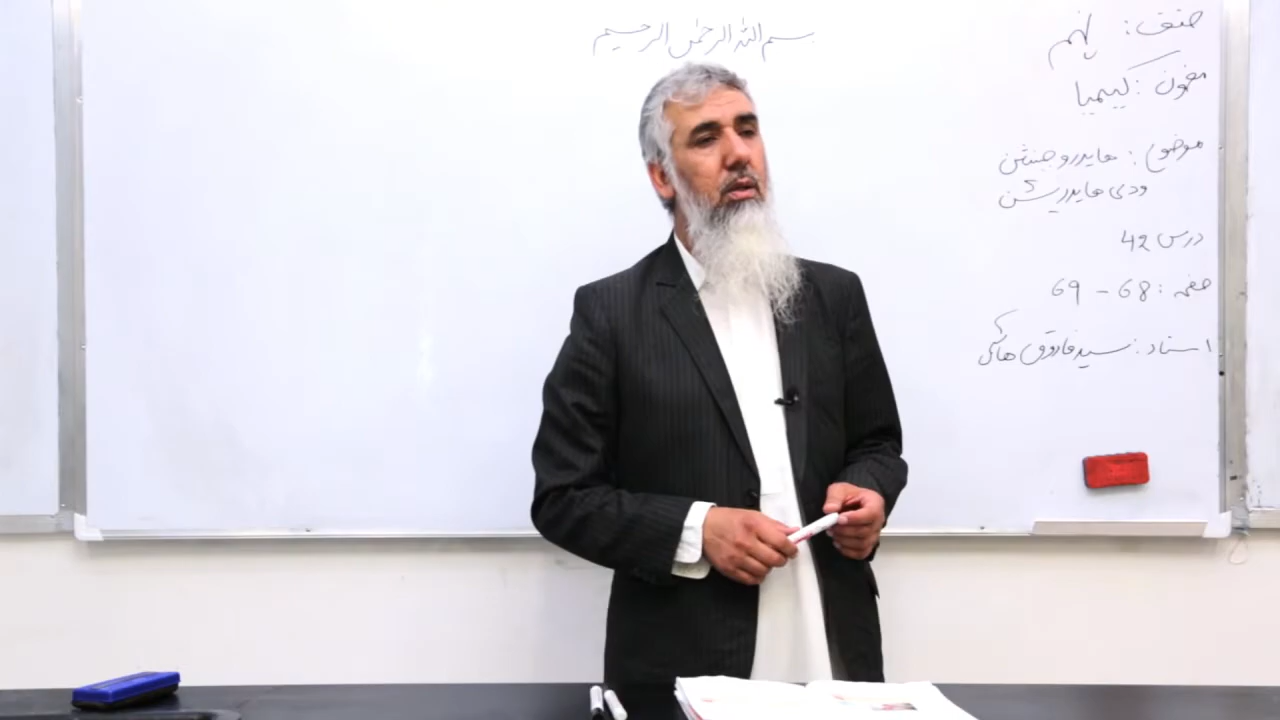 بسم الله الرحمن الرحیم
صنف: نهم
مضمون: کیمیا
موضوع: هایدروجنشن
ودی هایدریشن
درس 42
صفحه: 68 - 69
استاد: سید فاروق هاشمی